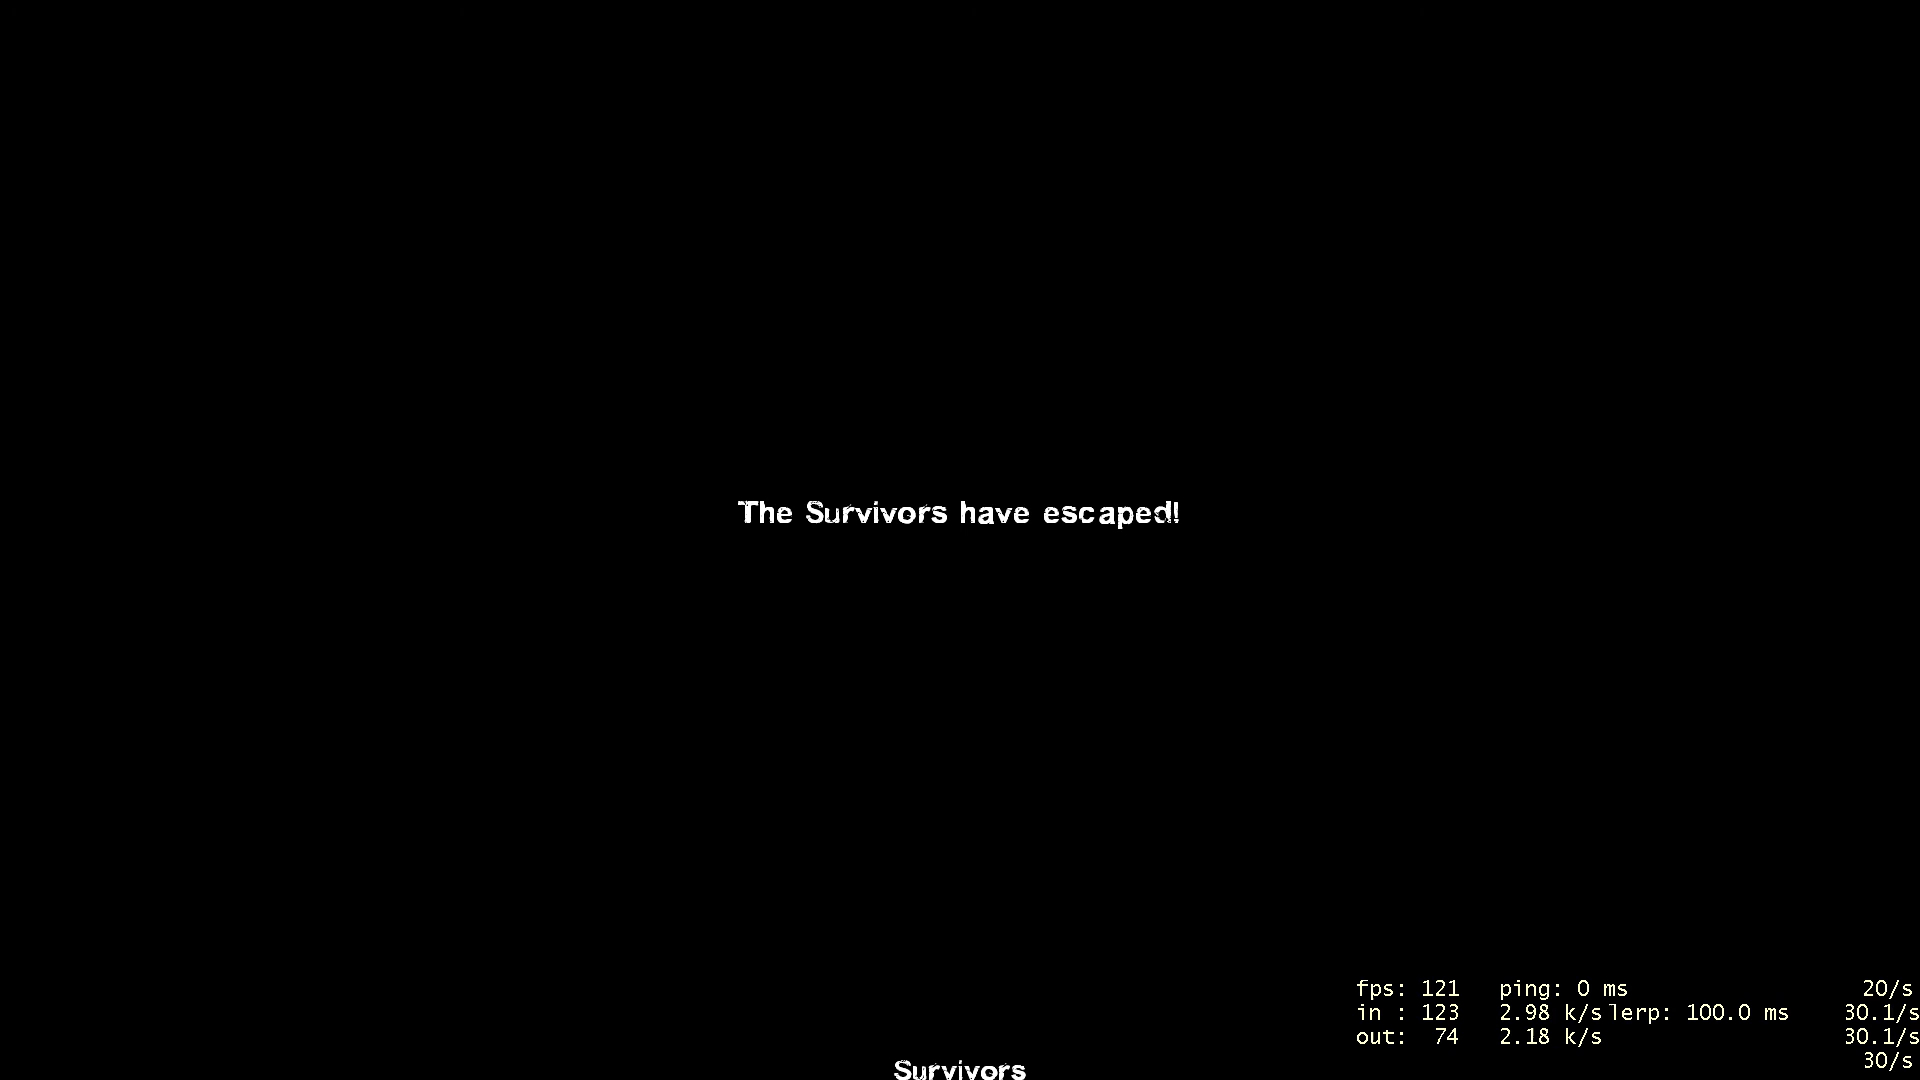 The Survivors have escaped!
fps: 121 ping: 0 ms 20/s
in : 123 2.98 k/s lerp: 100.0 ms 30.1/s
out: 74 2.18 k/s 30.1/s
30/s
Survivors